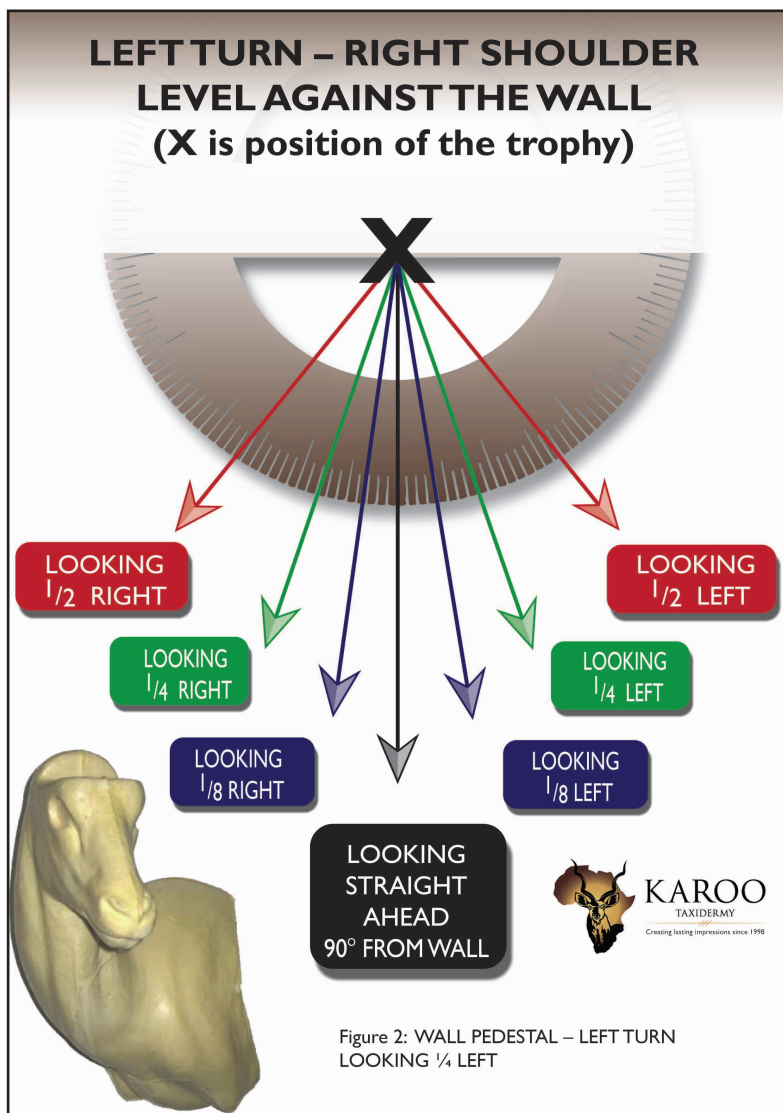 LEFT TURN – RIGHT SHOULDER
LEVEL AGAINST THE WALL
(X is position of the trophy)
X
LOOKING
1/2 RIGHT
LOOKING
1/2 LEFT
LOOKING
1/4 RIGHT
LOOKING
1/4 LEFT
LOOKING
1/8 RIGHT
LOOKING
1/8 LEFT
LOOKING
STRAIGHT
AHEAD
90° FROM WALL
KAROO
TAXIDERMY
Creating lasting impressions since 1998
Figure 2: WALL PEDESTAL – LEFT TURN
LOOKING ¼ LEFT